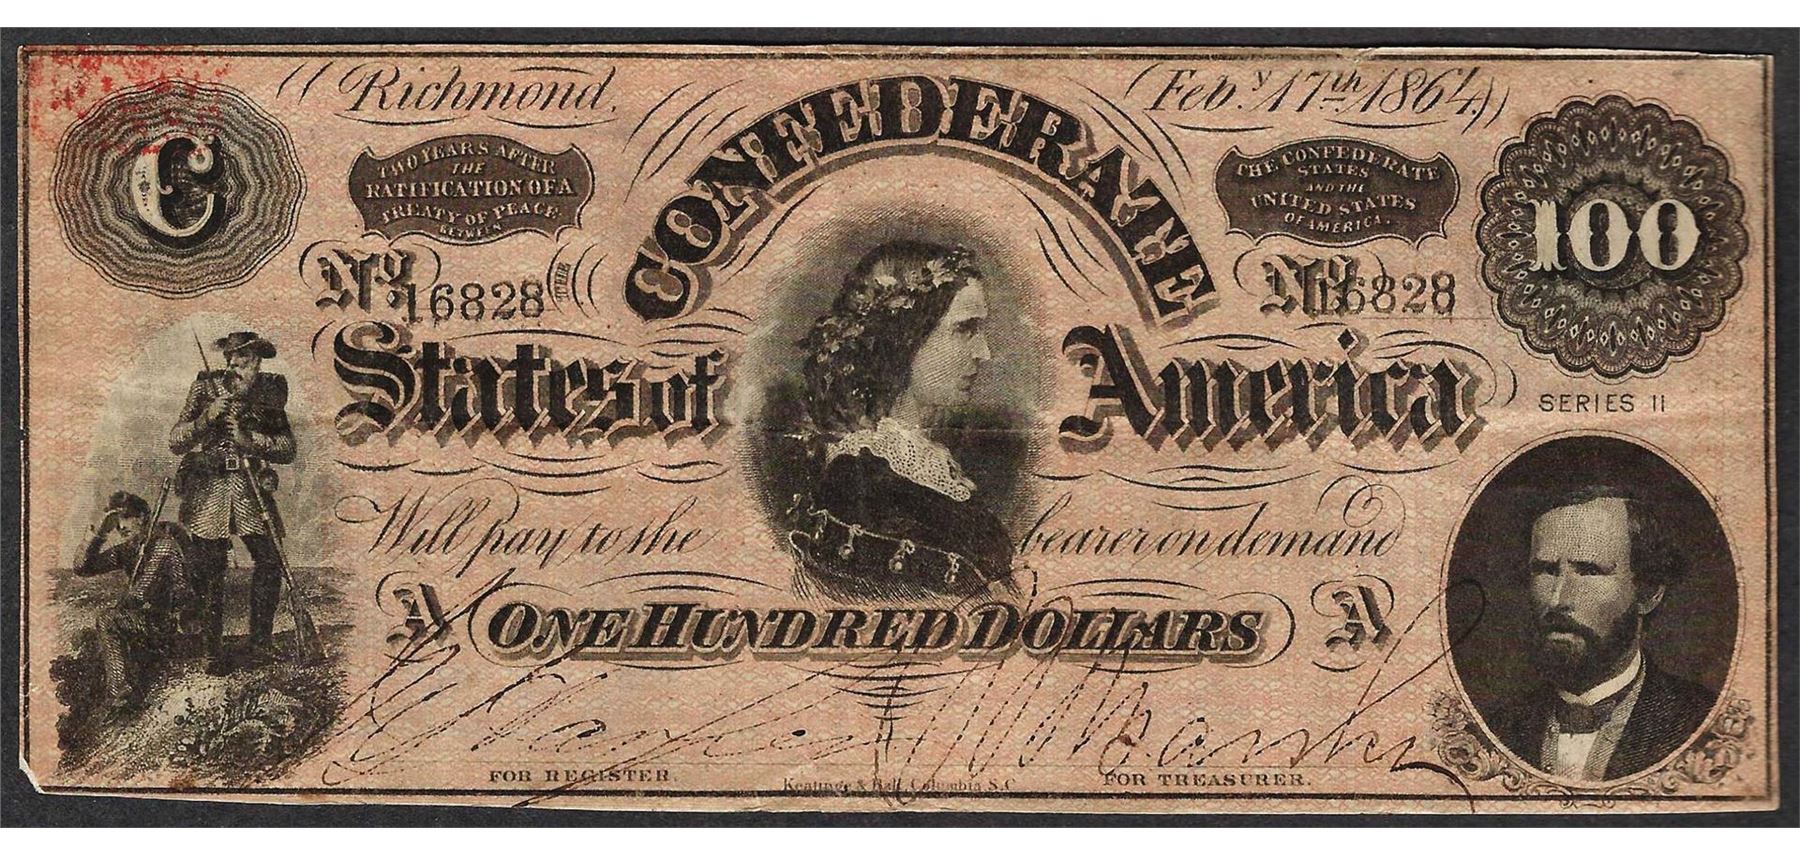 Richmond. Feb.y 17th 1864.
C
TWO YEARS AFTER
THE
RATIFICATION OF A
TREATY OF PEACE
BETWEEN
CONFEDERATE
THE CONFEDERATE
STATES
AND THE
UNITED STATES
OF AMERICA.
100
No. 16828
No. 16828
States of America
SERIES 11
Will pay to the bearer on demand
A ONE HUNDRED DOLLARS A
FOR REGISTER.
Keatinge & Ball, Columbia S.C
FOR TREASURER.